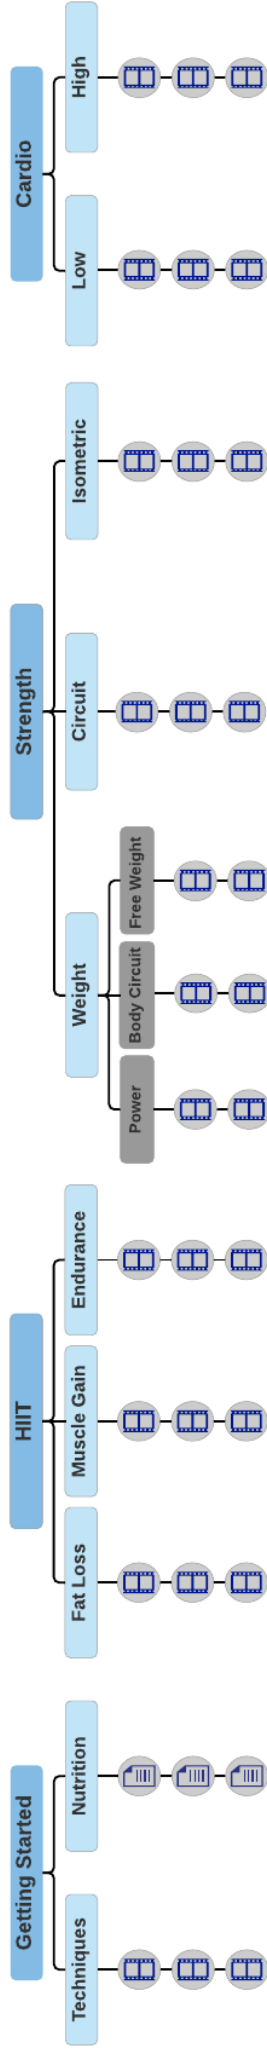 Getting Started
HIIT
Strength
Cardio
Techniques
Nutrition
Fat Loss
Muscle Gain
Endurance
Weight
Circuit
Isometric
Low
High
Power
Body Circuit
Free Weight